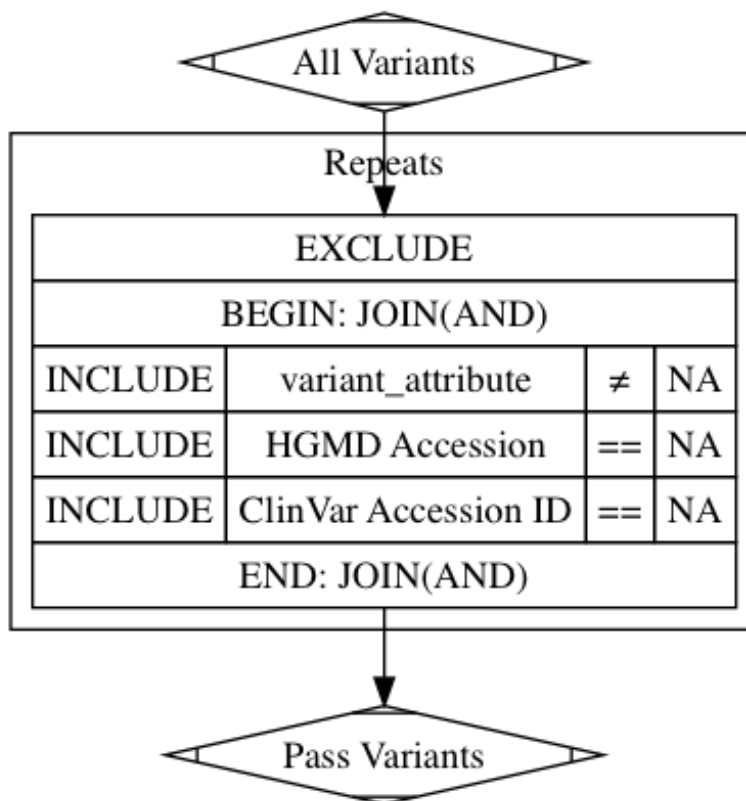 All Variants
Repeats
EXCLUDE
BEGIN: JOIN(AND)
INCLUDE variant_attribute ≠ NA
INCLUDE HGMD Accession == NA
INCLUDE ClinVar Accession ID == NA
END: JOIN(AND)
Pass Variants